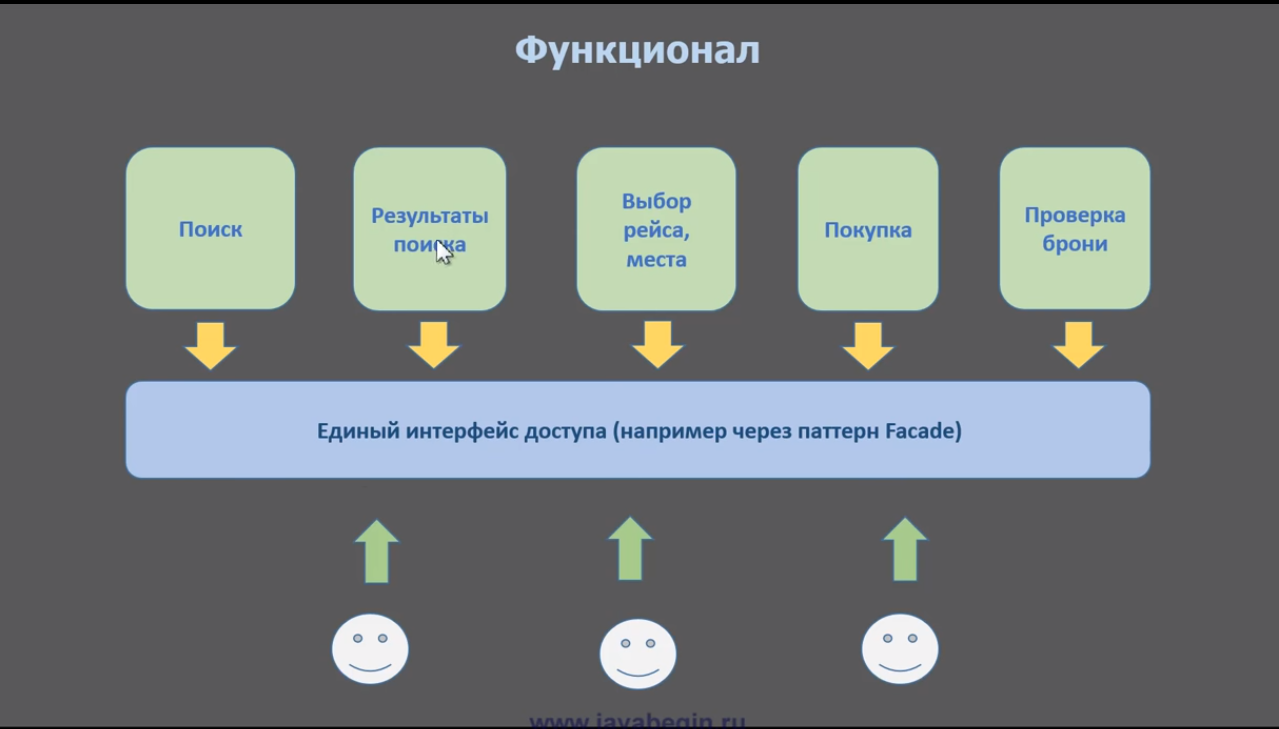 Функционал
Поиск
Результаты
поиска
Выбор
рейса,
места
Покупка
Проверка
брони
Единый интерфейс доступа (например через паттерн Facade)
www.javabegin.ru